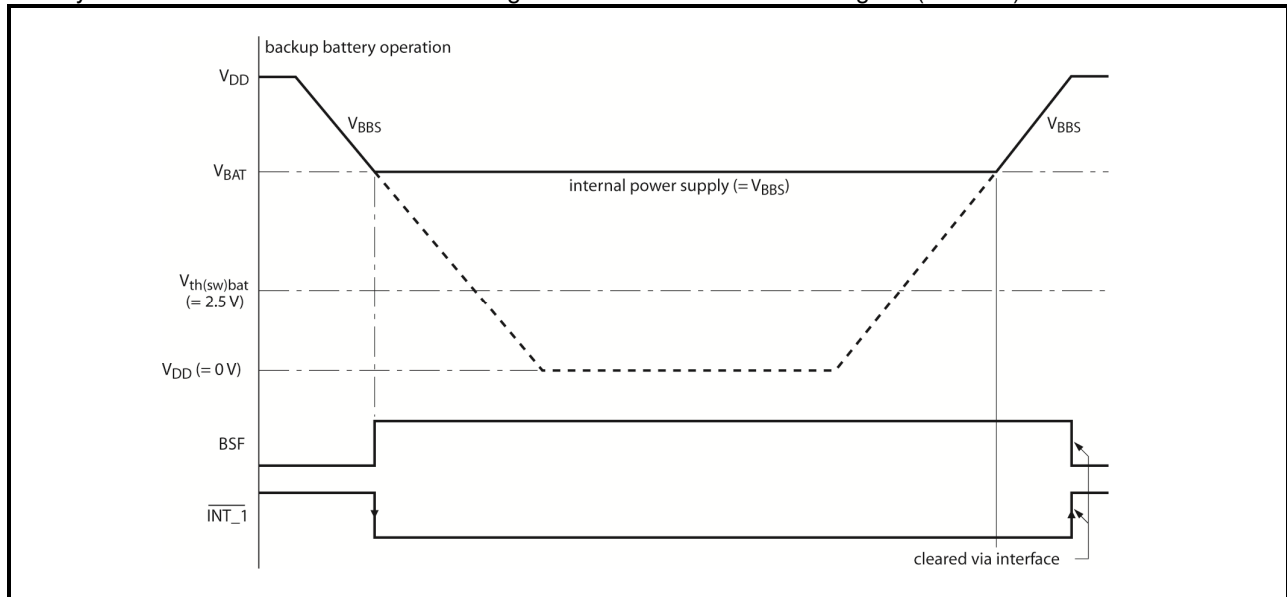 backup battery operation
VDD
VBBS
VBBS
VBAT
internal power supply (= VBBS)
Vth(sw)bat
(= 2.5 V)
VDD (= 0 V)
BSF
INT_1
cleared via interface